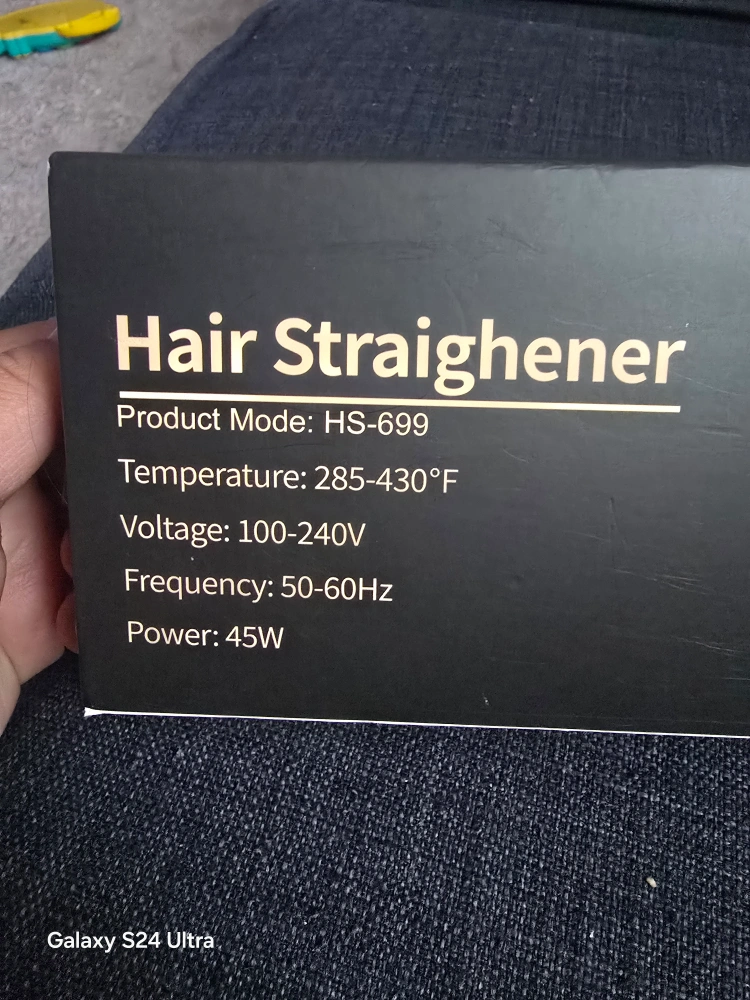 Hair Straighener
Product Mode: HS-699
Temperature: 285-430°F
Voltage: 100-240V
Frequency: 50-60Hz
Power: 45W
Galaxy S24 Ultra